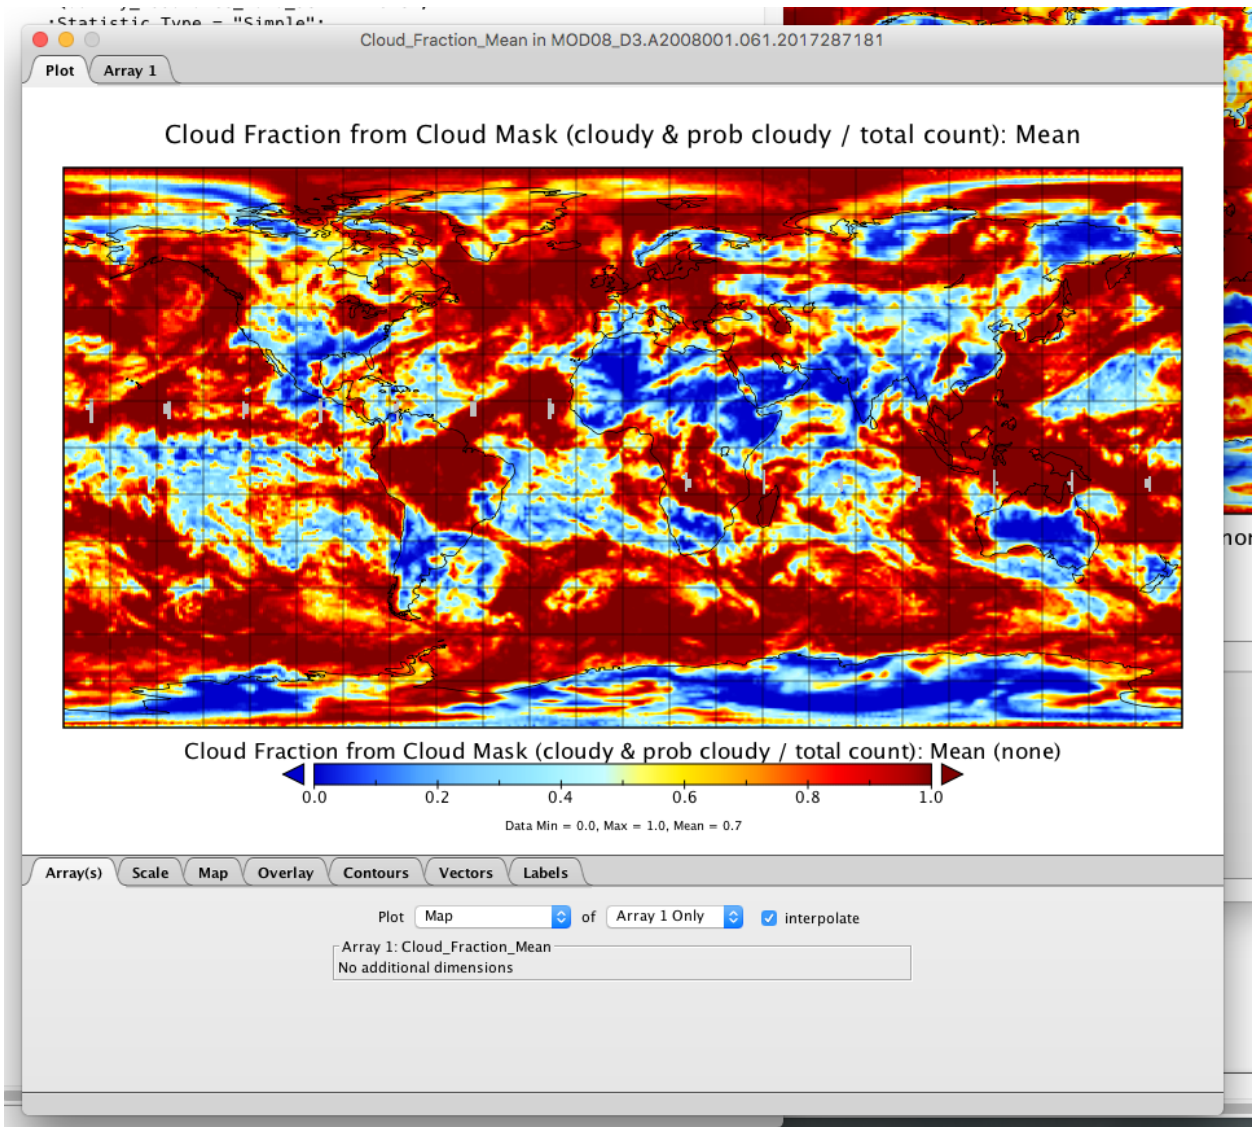 :Statistic_Type = "Simple";
Cloud_Fraction_Mean in MOD08_D3.A2008001.061.2017287181
Plot Array 1
Cloud Fraction from Cloud Mask (cloudy & prob cloudy / total count): Mean
Cloud Fraction from Cloud Mask (cloudy & prob cloudy / total count): Mean (none)
0.0 0.2 0.4 0.6 0.8 1.0
Data Min = 0.0, Max = 1.0, Mean = 0.7
Array(s) Scale Map Overlay Contours Vectors Labels
Plot Map of Array 1 Only interpolate
Array 1: Cloud_Fraction_Mean
No additional dimensions